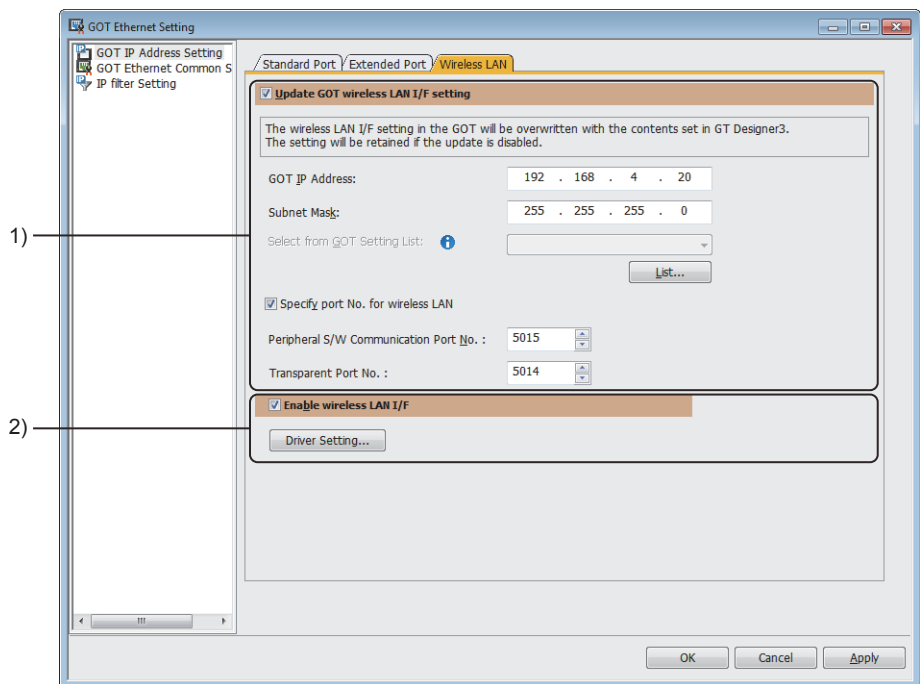 GOT Ethernet Setting
GOT IP Address Setting
GOT Ethernet Common S
IP filter Setting
Standard Port
Extended Port
Wireless LAN
1)
Update GOT wireless LAN I/F setting
The wireless LAN I/F setting in the GOT will be overwritten with the contents set in GT Designer3.
The setting will be retained if the update is disabled.
GOT IP Address: 192 . 168 . 4 . 20
Subnet Mask: 255 . 255 . 255 . 0
Select from GOT Setting List:
List...
Specify port No. for wireless LAN
Peripheral S/W Communication Port No. : 5015
Transparent Port No. : 5014
2)
Enable wireless LAN I/F
Driver Setting...
OK Cancel Apply